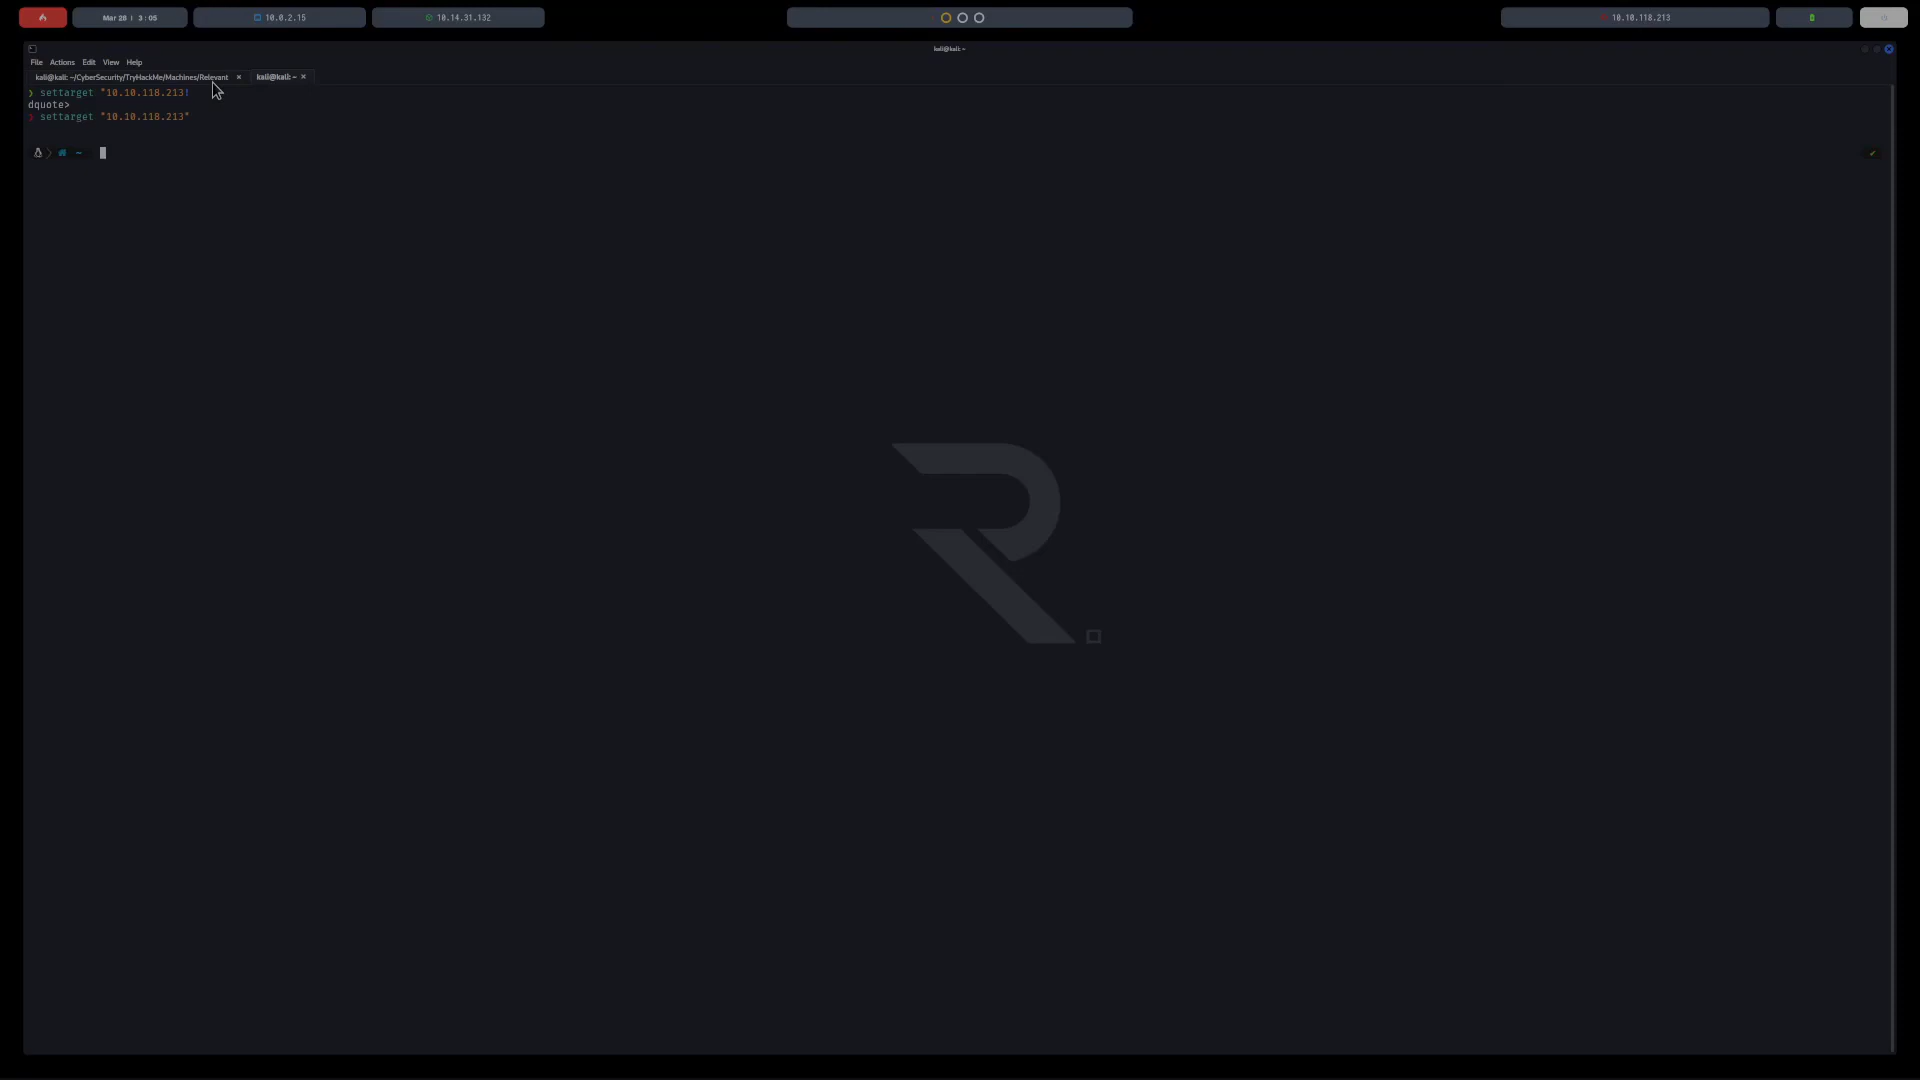 Mar 28 | 3:05
10.0.2.15
10.14.31.132
10.10.118.213
kali@kali: ~
File Actions Edit View Help
kali@kali: ~/CyberSecurity/TryHackMe/Machines/Relevant × kali@kali: ~ ×
❯ settarget "10.10.118.213!
dquote>
❯ settarget "10.10.118.213"
~
R.